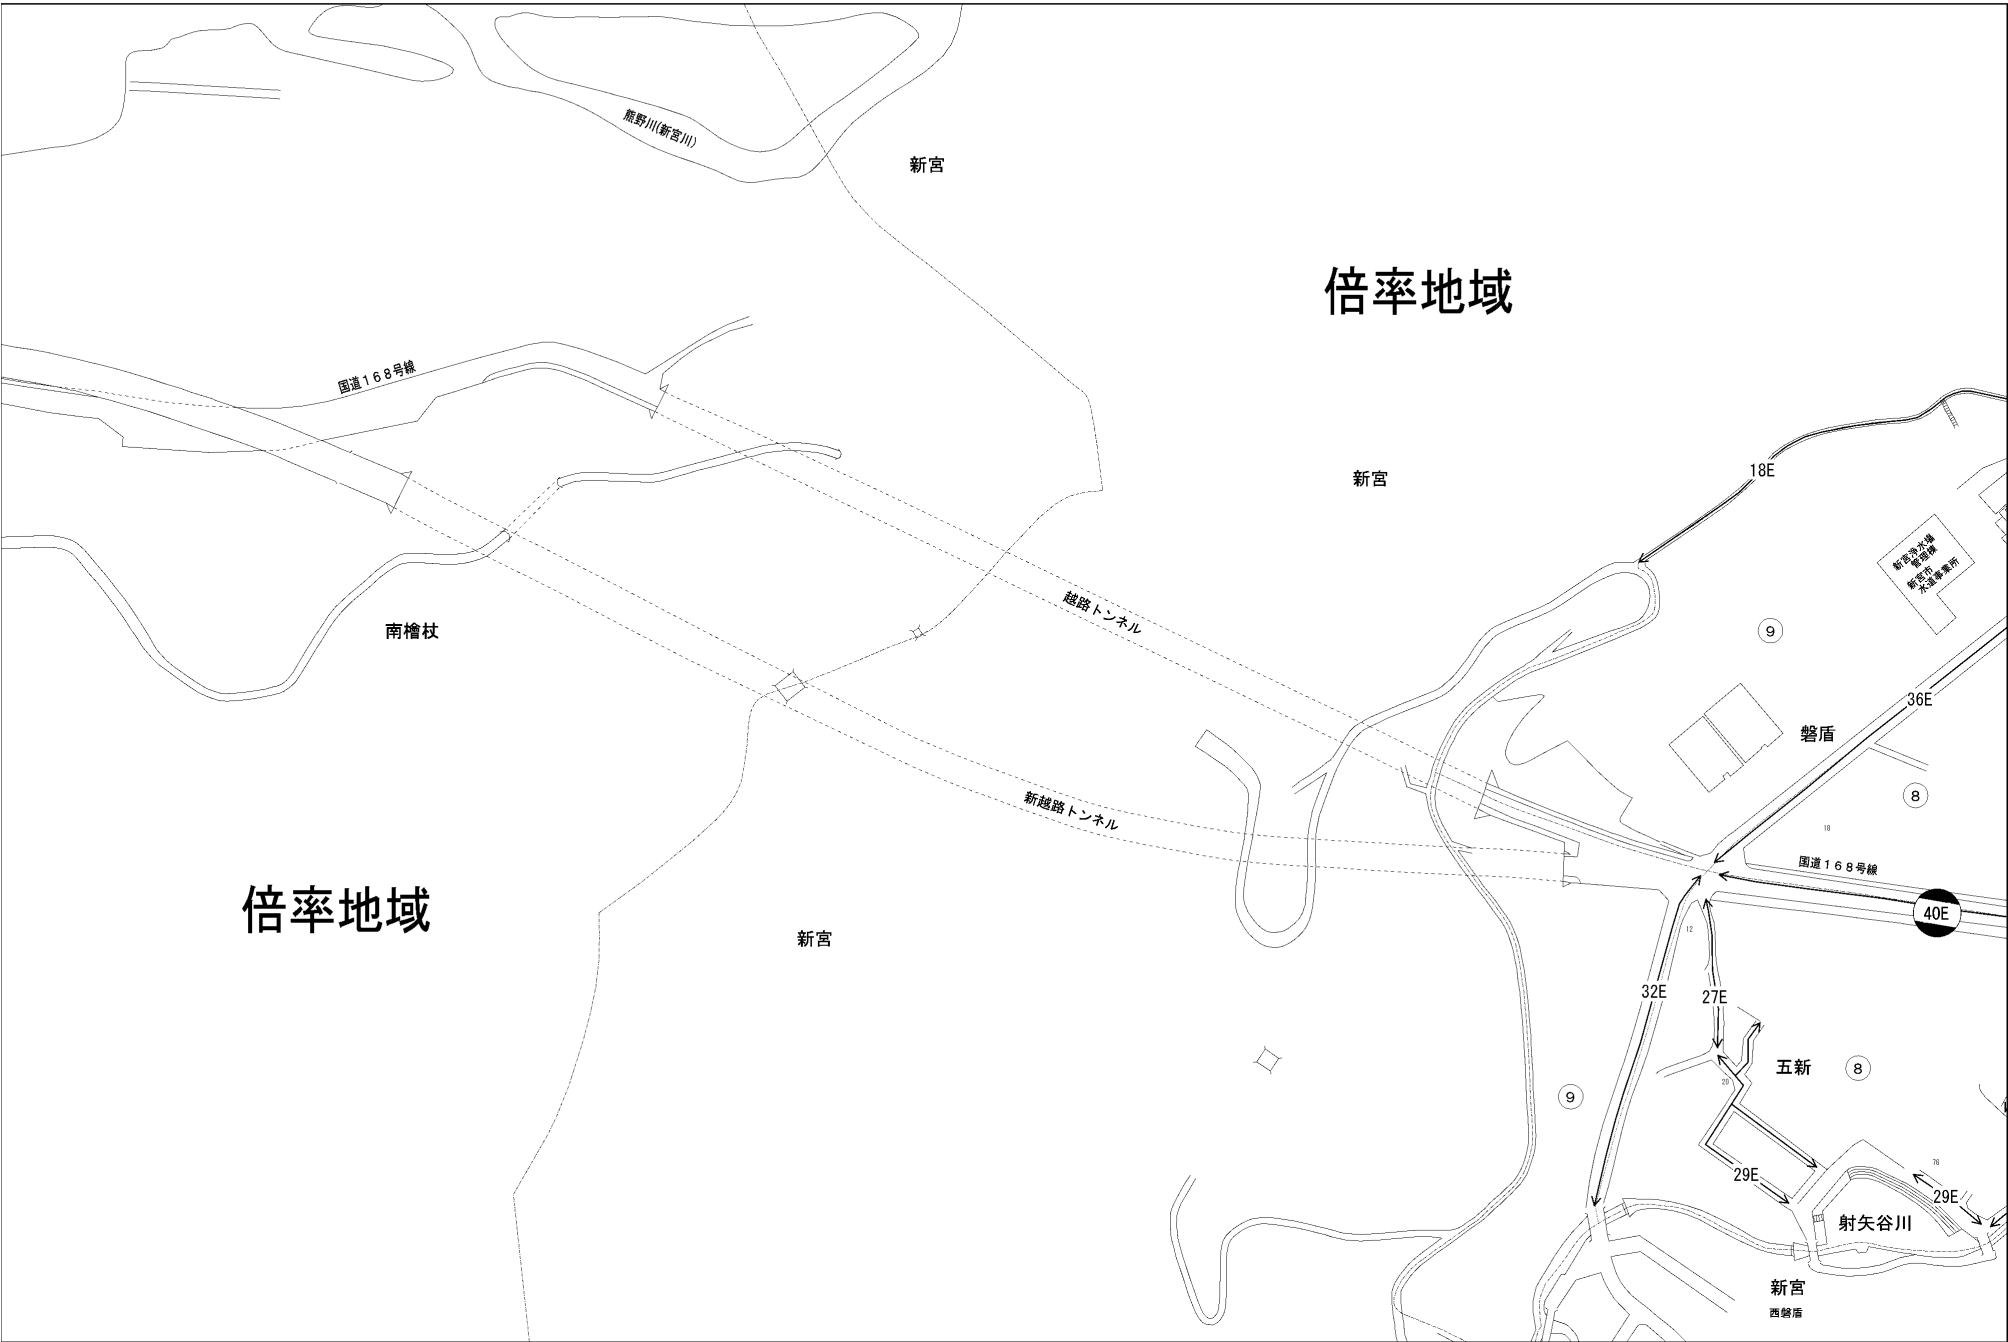 熊野川(新宮川)
新宮
倍率地域
国道168号線
18E
新宮
新宮浄水場
管理棟
新宮市
水道事業所
越路トンネル
南檜杖
9
36E
磐盾
8
新越路トンネル
18
国道168号線
倍率地域
40E
12
新宮
32E
27E
五新
8
20
9
76
29E
29E
射矢谷川
新宮
西磐盾